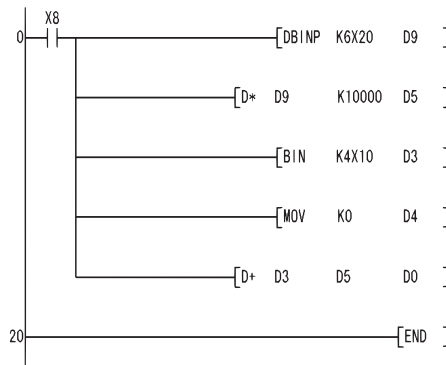 X8
0 [DBINP K6X20 D9 ]
[D* D9 K10000 D5 ]
[BIN K4X10 D3 ]
[MOV K0 D4 ]
[D+ D3 D5 D0 ]
20 [END ]